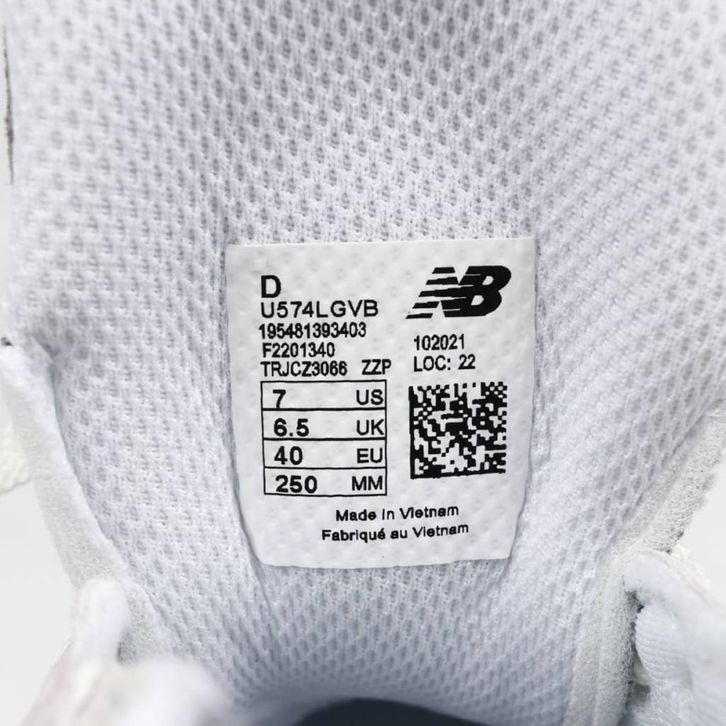 D
U574LGVB
195481393403
F2201340
TRJCZ3066 ZZP
NB
102021
LOC: 22
7 US
6.5 UK
40 EU
250 MM
Made in Vietnam
Fabriqué au Vietnam